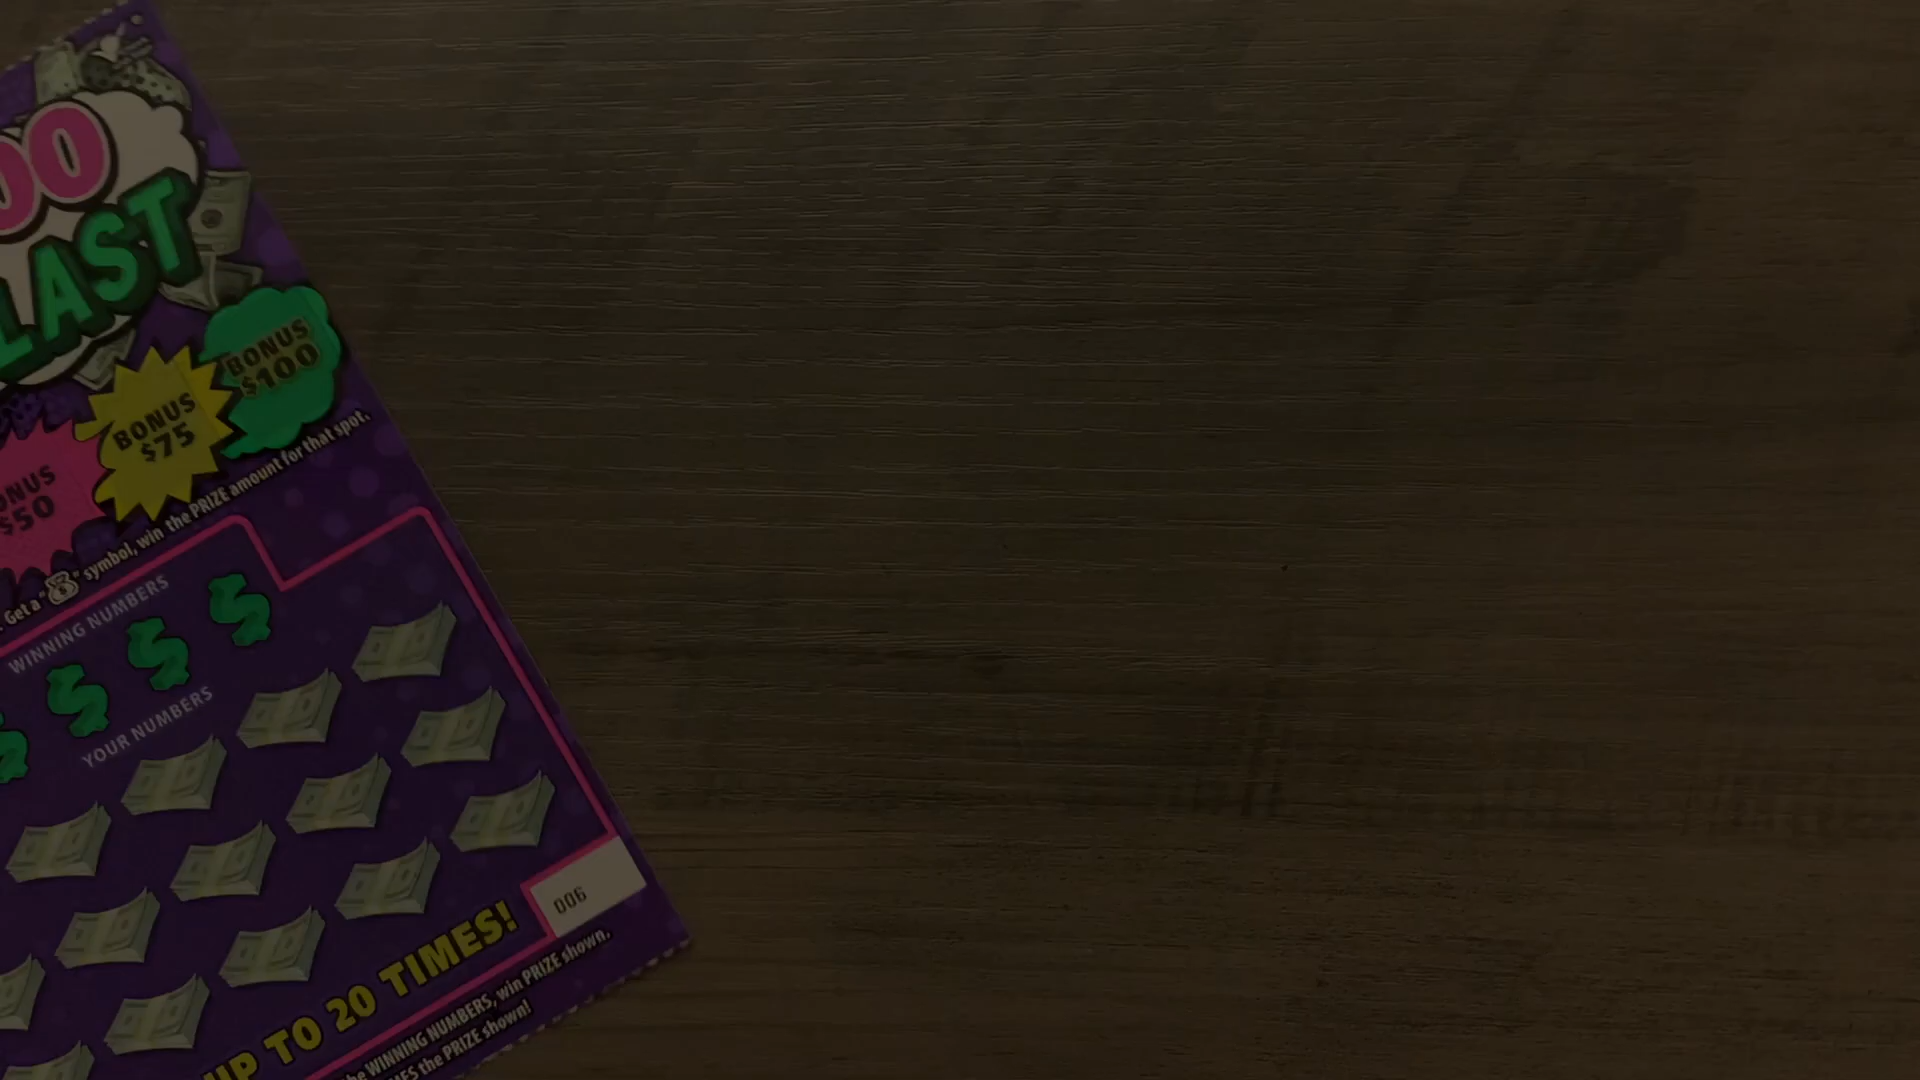 00
LAST
BONUS
$100
BONUS
$75
$50
Get a " " symbol, win the PRIZE amount for that spot.
WINNING NUMBERS
YOUR NUMBERS
006
UP TO 20 TIMES!
the WINNING NUMBERS, win PRIZE shown.
the PRIZE shown!